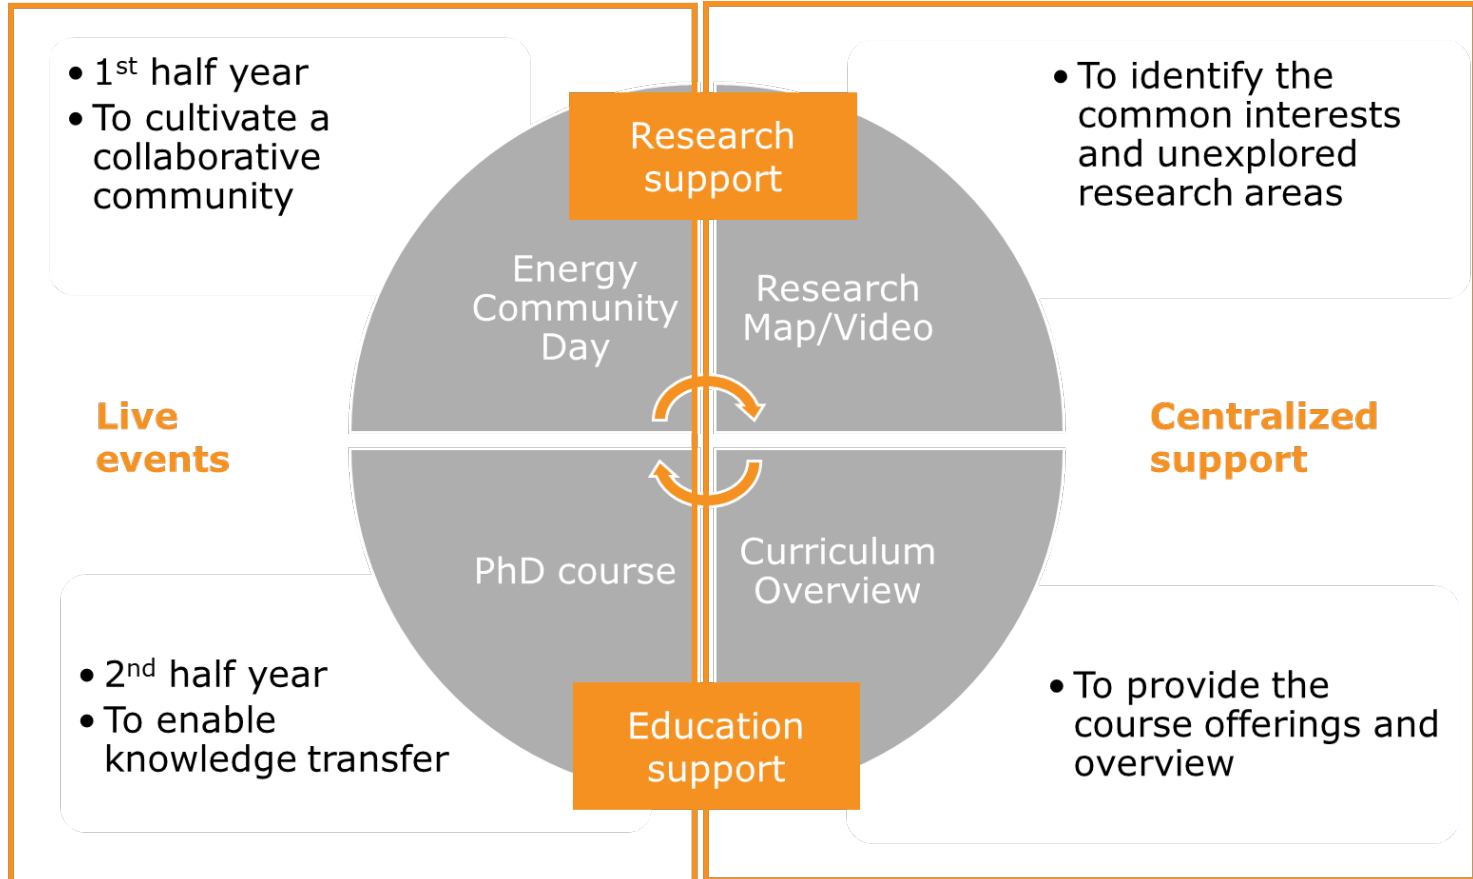 • 1st half year
• To cultivate a
collaborative
community
Research
support
• To identify the
common interests
and unexplored
research areas
Energy
Community
Day
Research
Map/Video
Live
events
Centralized
support
PhD course
Curriculum
Overview
• 2nd half year
• To enable
knowledge transfer
Education
support
• To provide the
course offerings and
overview